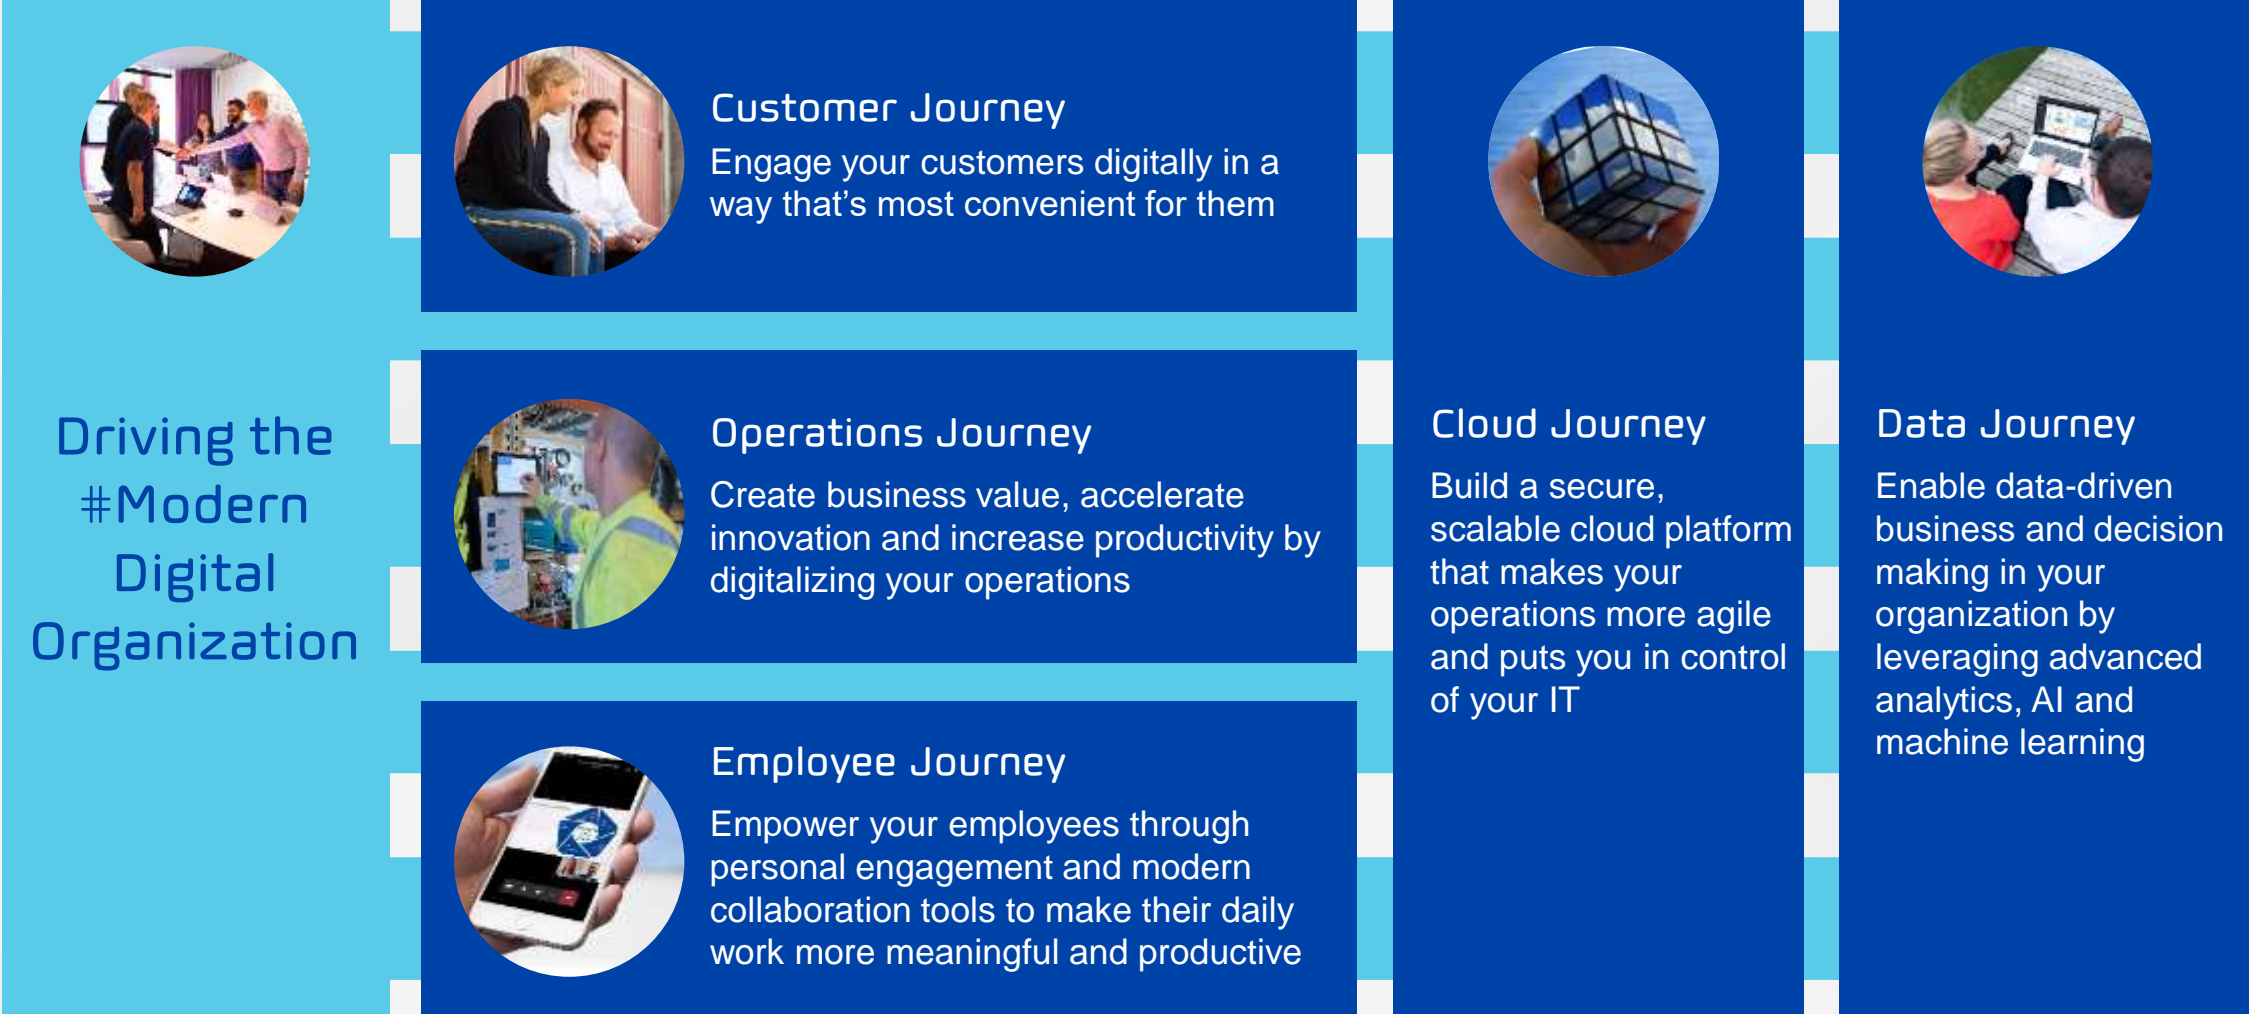 Driving the
#Modern
Digital
Organization
Customer Journey
Engage your customers digitally in a
way that’s most convenient for them
Operations Journey
Create business value, accelerate
innovation and increase productivity by
digitalizing your operations
Employee Journey
Empower your employees through
personal engagement and modern
collaboration tools to make their daily
work more meaningful and productive
Cloud Journey
Build a secure,
scalable cloud platform
that makes your
operations more agile
and puts you in control
of your IT
Data Journey
Enable data-driven
business and decision
making in your
organization by
leveraging advanced
analytics, AI and
machine learning